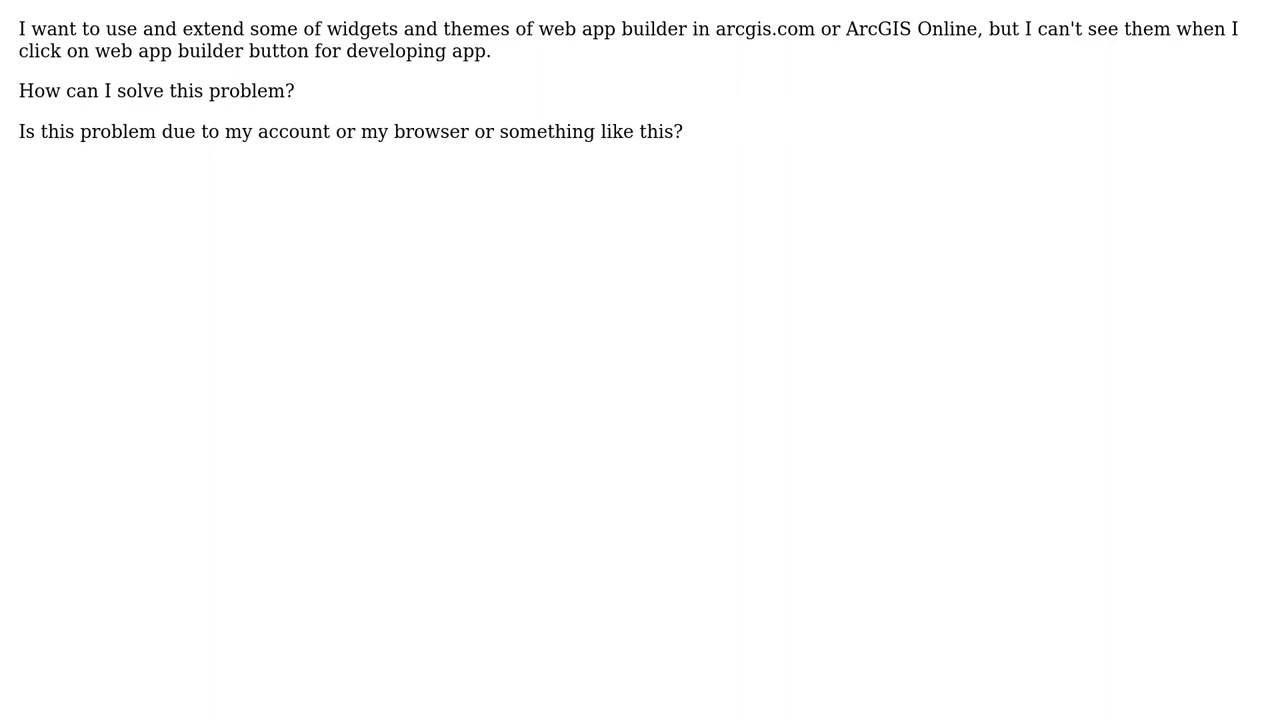 I want to use and extend some of widgets and themes of web app builder in arcgis.com or ArcGIS Online, but I can't see them when I
click on web app builder button for developing app.
How can I solve this problem?
Is this problem due to my account or my browser or something like this?